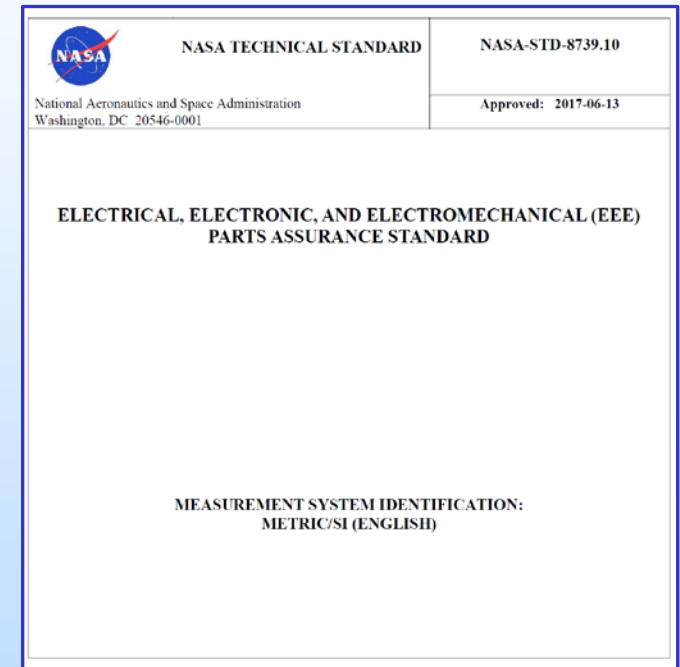 NASA
NASA TECHNICAL STANDARD
NASA-STD-8739.10
National Aeronautics and Space Administration
Washington, DC 20546-0001
Approved: 2017-06-13
ELECTRICAL, ELECTRONIC, AND ELECTROMECHANICAL (EEE)
PARTS ASSURANCE STANDARD
MEASUREMENT SYSTEM IDENTIFICATION:
METRIC/SI (ENGLISH)